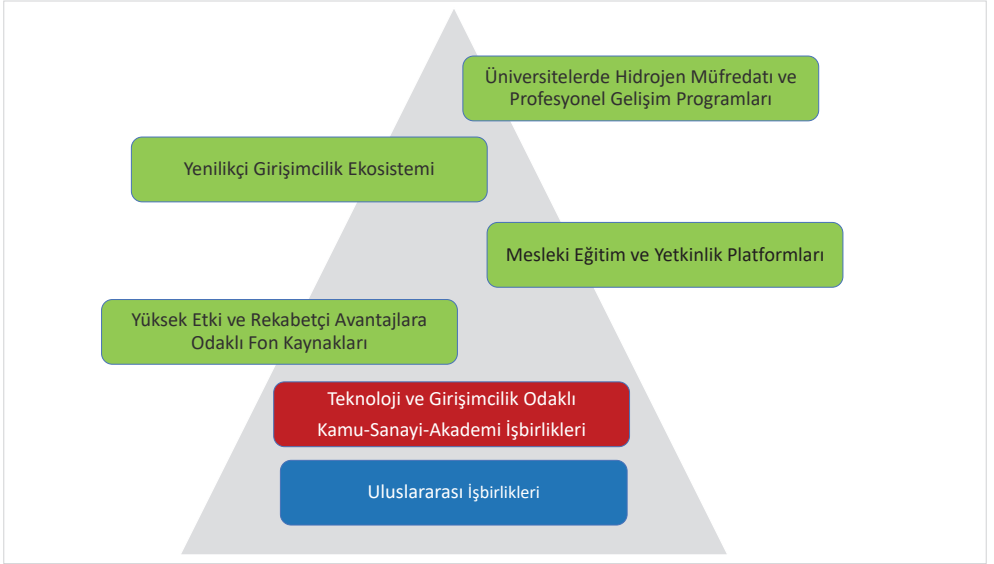 Üniversitelerde Hidrojen Müfredatı ve
Profesyonel Gelişim Programları
Yenilikçi Girişimcilik Ekosistemi
Mesleki Eğitim ve Yetkinlik Platformları
Yüksek Etki ve Rekabetçi Avantajlara
Odaklı Fon Kaynakları
Teknoloji ve Girişimcilik Odaklı
Kamu-Sanayi-Akademi İşbirlikleri
Uluslararası İşbirlikleri